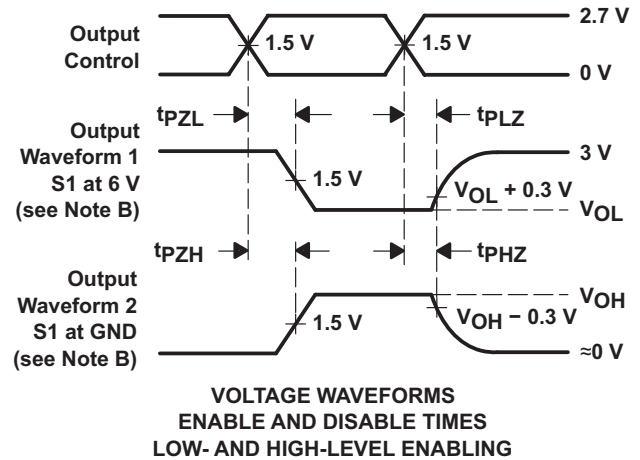 2.7 V
Output
Control
1.5 V
1.5 V
0 V
tPZL
tPLZ
Output
Waveform 1
S1 at 6 V
(see Note B)
3 V
1.5 V
VOL + 0.3 V
VOL
tPZH
tPHZ
Output
Waveform 2
S1 at GND
(see Note B)
VOH
1.5 V
VOH − 0.3 V
≈0 V
VOLTAGE WAVEFORMS
ENABLE AND DISABLE TIMES
LOW- AND HIGH-LEVEL ENABLING